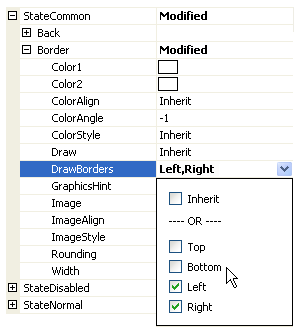 StateCommon Modified
Back
Border Modified
Color1
Color2
ColorAlign Inherit
ColorAngle -1
ColorStyle Inherit
Draw Inherit
DrawBorders Left,Right
GraphicsHint
Image
ImageAlign
ImageStyle
Rounding
Width
StateDisabled
StateNormal
Inherit
---- OR ----
Top
Bottom
Left
Right